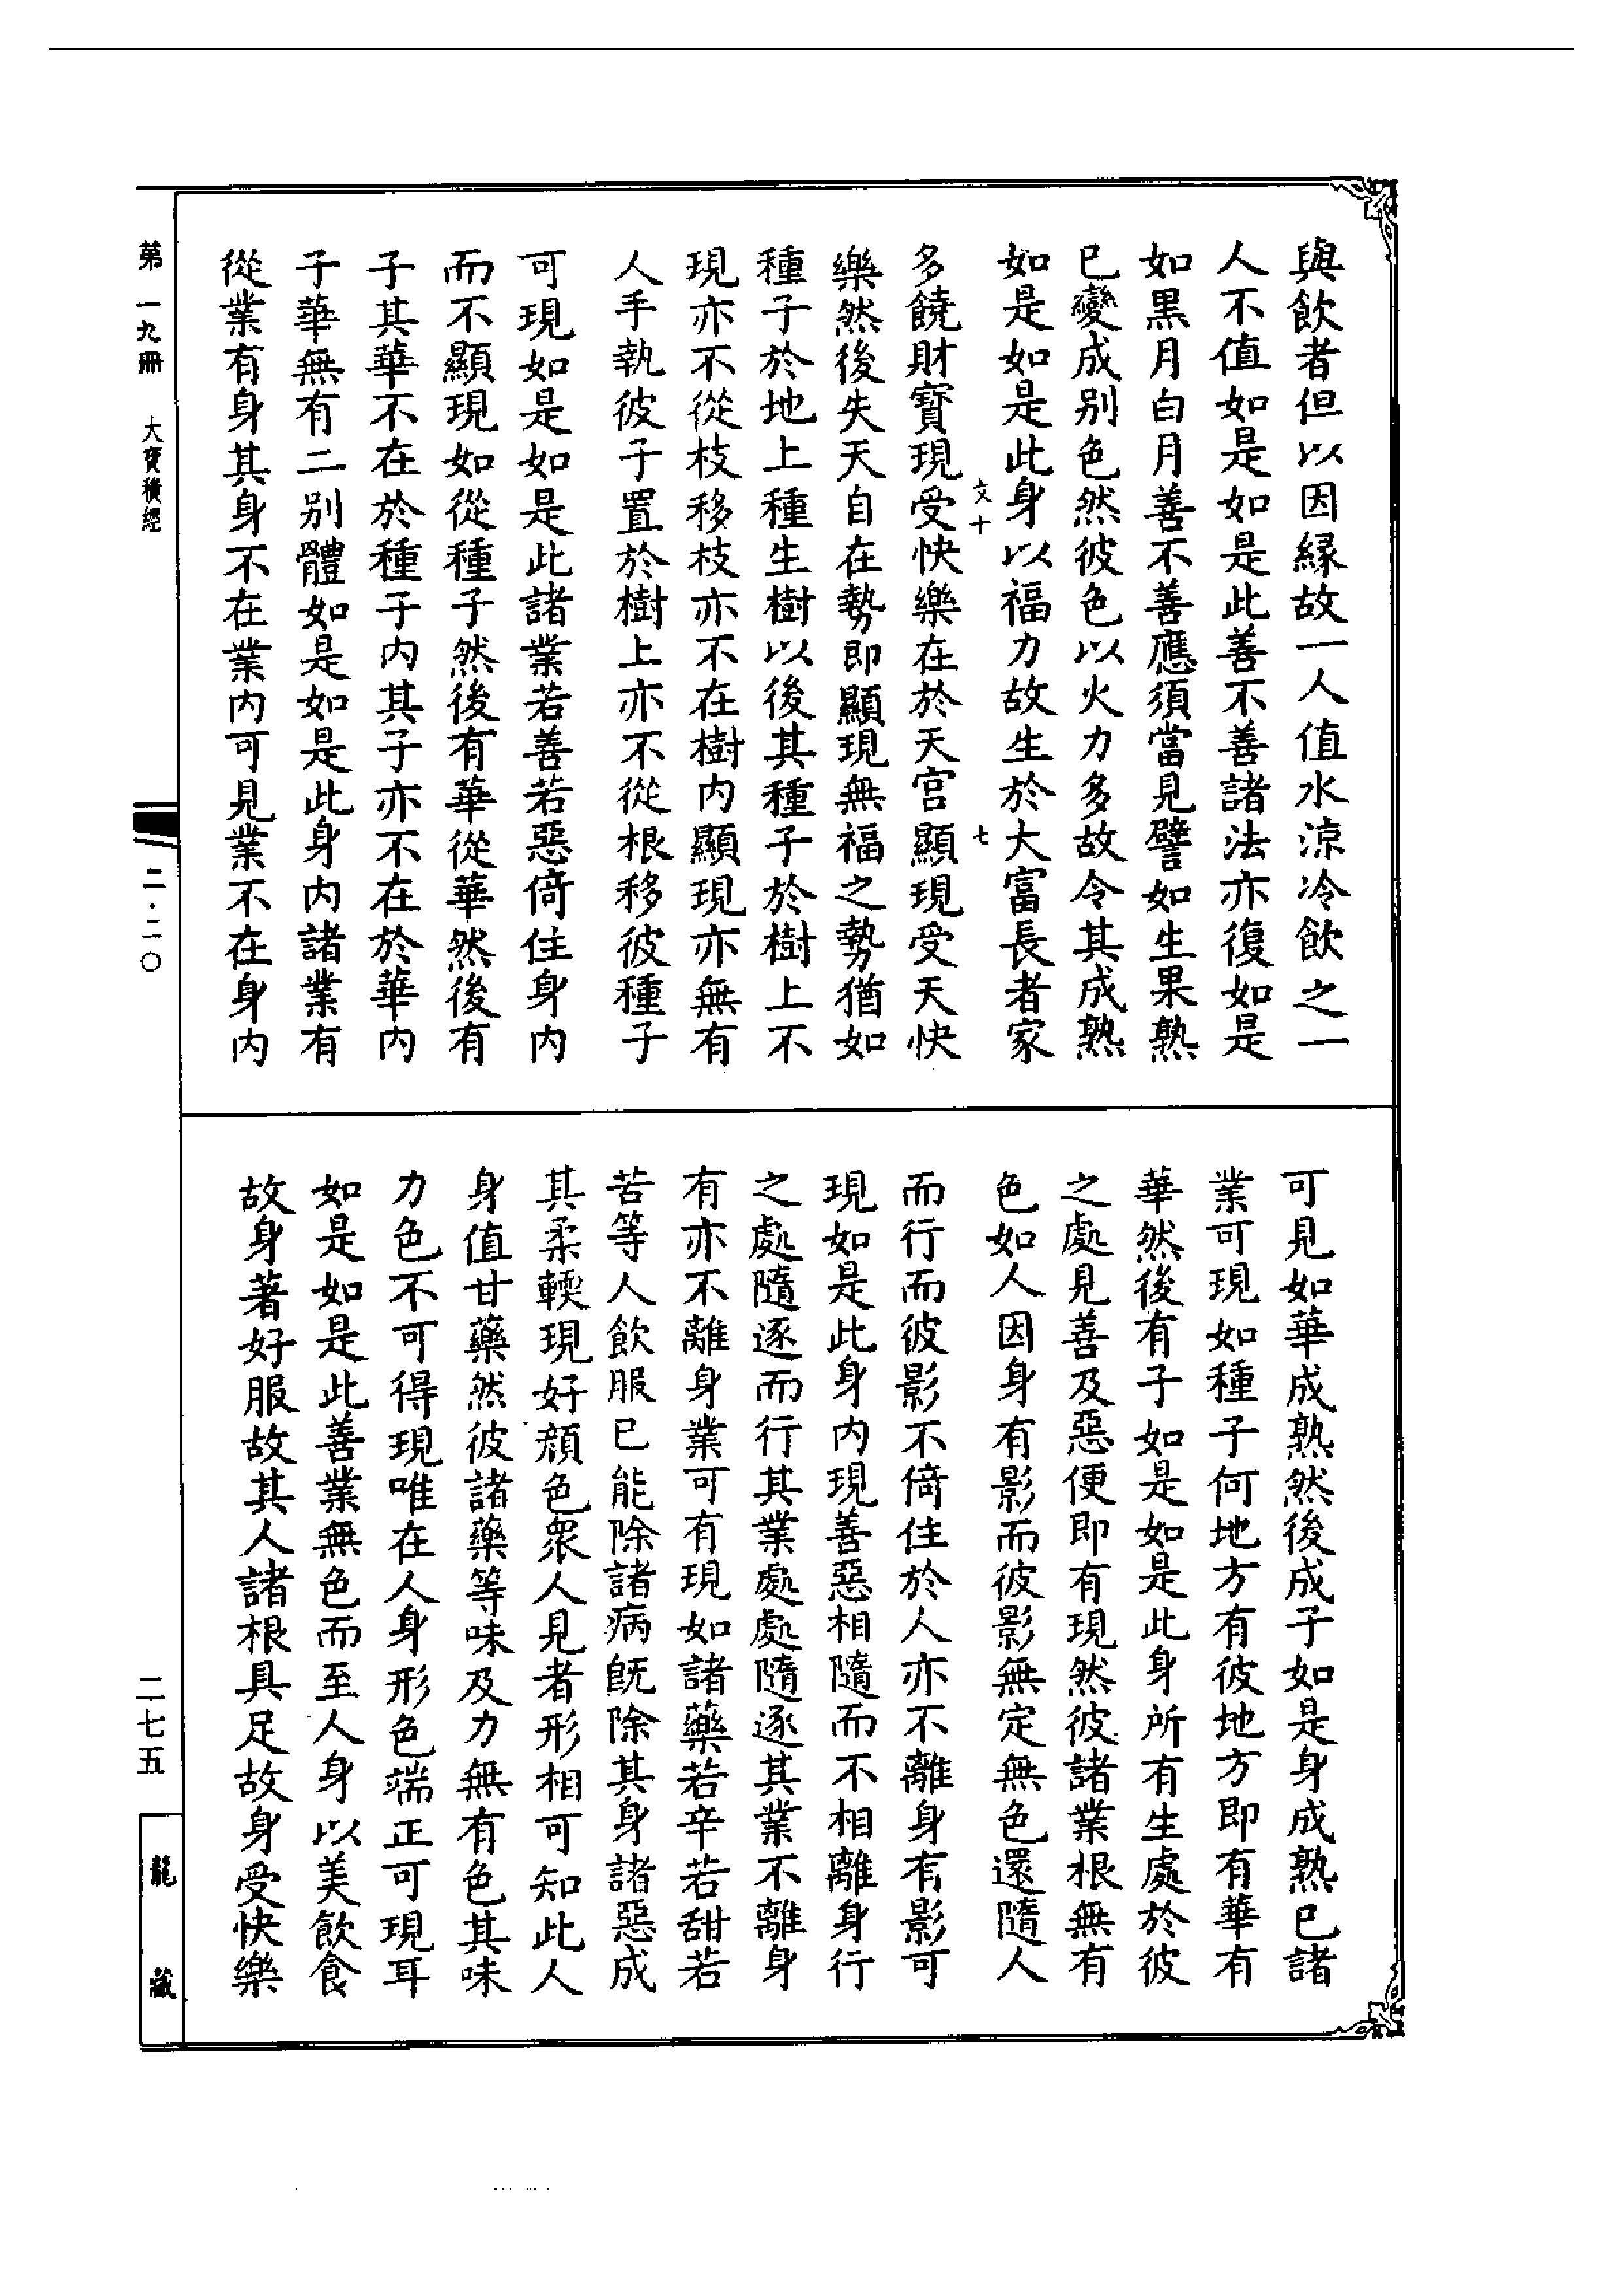 與飲者但以因緣故一人值水涼冷飲之一
人不值如是如是此善不善諸法亦復如是
如黑月白月善不善應須當見譬如生果熟
已變成別色然彼色以火力多故令其成熟
如是如是此身以福力故生於大富長者家
文十
七
多饒財寶現受快樂在於天宮顯現受天快
樂然後失天自在勢即顯現無福之勢猶如
種子於地上種生樹以後其種子於樹上不
現亦不從枝移枝亦不在樹內顯現亦無有
人手執彼子置於樹上亦不從根移彼種子
可現如是如是此諸業若善若惡倚住身內
而不顯現如從種子然後有華從華然後有
子其華不在於種子內其子亦不在於華內
子華無有二別體如是如是此身內諸業有
從業有身其身不在業內可見業不在身內
可見如華成熟然後成子如是身成熟已諸
業可現如種子何地方有彼地方即有華有
華然後有子如是如是此身所有生處於彼
之處見善及惡便即有現然彼諸業根無有
色如人因身有影而彼影無定無色還隨人
而行而彼影不倚住於人亦不離身有影可
現如是此身內現善惡相隨而不相離身行
之處隨逐而行其業處處隨逐其業不離身
有亦不離身業可有現如諸藥若辛若甜若
苦等人飲服已能除諸病既除其身諸惡成
其柔輭現好顏色眾人見者形相可知此人
身值甘藥然彼諸藥等味及力無有色其味
力色不可得現唯在人身形色端正可現耳
如是如是此善業無色而至人身以美飲食
故身著好服故其人諸根具足故身受快樂
第一九冊
大寶積經
二·二〇
二七五
龍藏